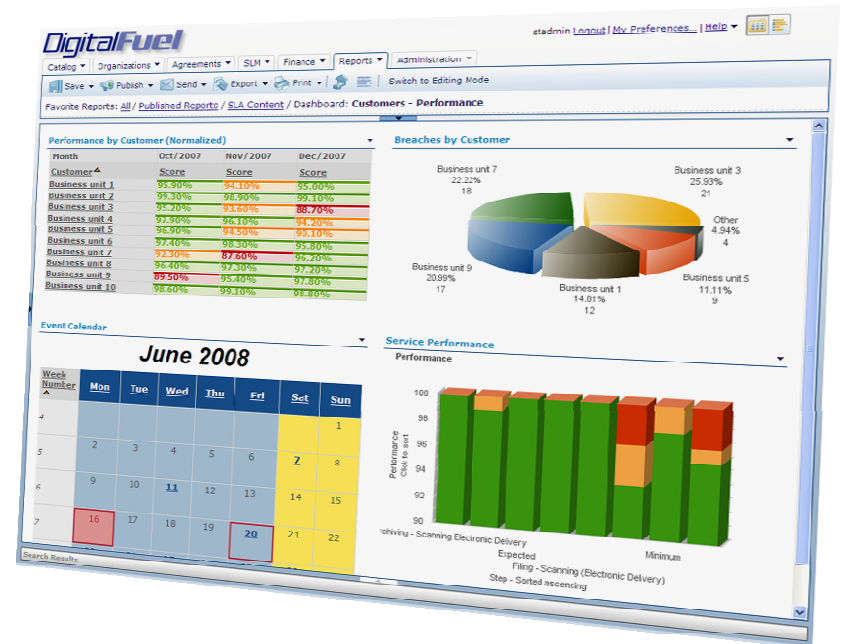 DigitalFuel
stadmin Logout | My Preferences... | Help
Catalog Organizations Agreements SLM Finance Reports Administration
Save Publish Send Export Print Switch to Editing Mode
Favorite Reports: All / Published Reports / SLA Content / Dashboard: Customers - Performance
Performance by Customer (Normalized)
Month Oct/2007 Nov/2007 Dec/2007
Customer Score Score Score
Business unit 1 95.90% 94.10% 95.00%
Business unit 2 99.30% 98.90% 99.10%
Business unit 3 95.20% 93.60% 88.70%
Business unit 4 97.90% 96.10% 94.20%
Business unit 5 96.90% 94.50% 90.10%
Business unit 6 97.40% 98.30% 95.80%
Business unit 7 92.30% 87.60% 96.20%
Business unit 8 96.40% 97.30% 97.20%
Business unit 9 89.50% 95.40% 97.80%
Business unit 10 98.60% 99.10% 98.80%
Breaches by Customer
Business unit 7
22.22%
18
Business unit 3
25.93%
21
Other
4.94%
4
Business unit 9
20.99%
17
Business unit 1
14.81%
12
Business unit 5
11.11%
9
Event Calendar
June 2008
Week
Number
Mon Tue Wed Thu Fri Sat Sun
4 1
5 2 3 4 5 6 7 8
6 9 10 11 12 13 14 15
7 16 17 18 19 20 21 22
Search Results
Service Performance
Performance
Performance
Click to sort
100
98
96
94
92
90
chiving - Scanning Electronic Delivery
Expected
Minimum
Filing - Scanning (Electronic Delivery)
Step - Sorted ascending